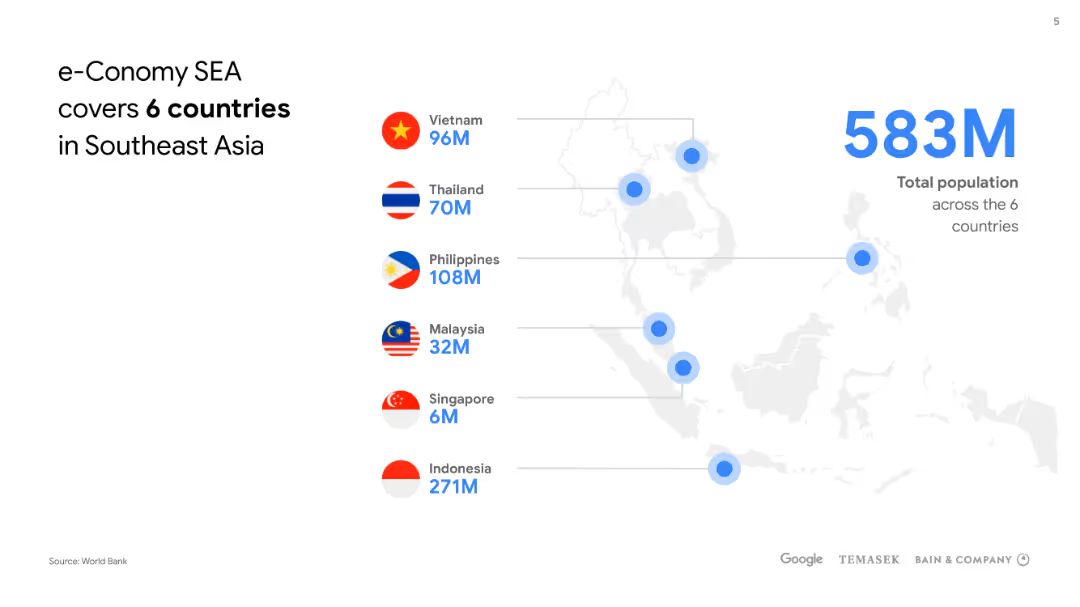 5
e-Conomy SEA
covers 6 countries
in Southeast Asia
Vietnam
96M
Thailand
70M
Philippines
108M
Malaysia
32M
Singapore
6M
Indonesia
271M
583M
Total population
across the 6
countries
Source: World Bank
Google TEMASEK BAIN & COMPANY